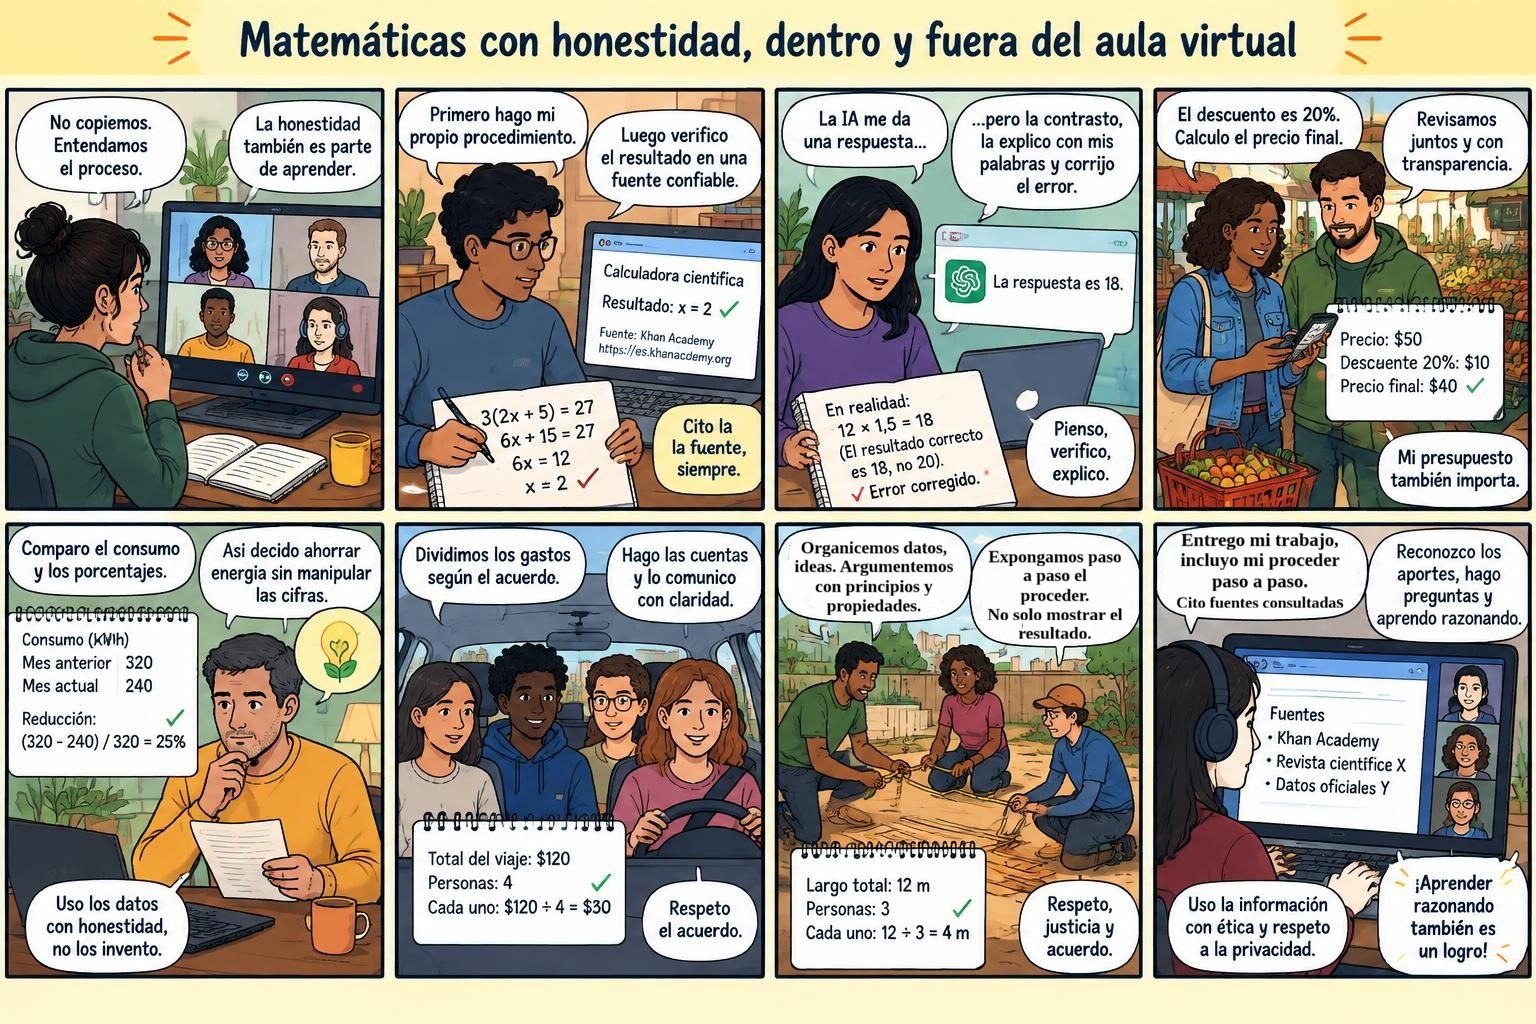 Matemáticas con honestidad, dentro y fuera del aula virtual
No copiemos.
Entendamos
el proceso.
La honestidad
también es parte
de aprender.
Primero hago mi
propio procedimiento.
Luego verifico
el resultado en una
fuente confiable.
Calculadora científica
Resultado: x = 2 ✓
Fuente: Khan Academy
https://es.khanacdemy.org
3(2x + 5) = 27
6x + 15 = 27
6x = 12
x = 2 ✓
Cito la
la fuente,
siempre.
La IA me da
una respuesta...
...pero la contrasto,
la explico con mis
palabras y corrijo
el error.
La respuesta es 18.
En realidad:
12 × 1,5 = 18
(El resultado correcto
es 18, no 20).
✓ Error corregido.
Pienso,
verifico,
explico.
El descuento es 20%.
Calculo el precio final.
Revisamos
juntos y con
transparencia.
Precio: $50
Descuente 20%: $10
Precio final: $40 ✓
Mi presupuesto
también importa.
Comparo el consumo
y los porcentajes.
Asi decido ahorrar
energia sin manipular
las cifras.
Consumo (kWh)
Mes anterior 320
Mes actual 240
Reducción: ✓
(320 - 240) / 320 = 25%
Uso los datos
con honestidad,
no los invento.
Dividimos los gastos
según el acuerdo.
Hago las cuentas
y lo comunico
con claridad.
Total del viaje: $120
Personas: 4 ✓
Cada uno: $120 ÷ 4 = $30
Respeto
el acuerdo.
Organicemos datos,
ideas. Argumentemos
con principios y
propiedades.
Expongamos paso
a paso el
proceder.
No solo mostrar el
resultado.
Largo total: 12 m
Personas: 3 ✓
Cada uno: 12 ÷ 3 = 4 m
Respeto,
justicia y
acuerdo.
Entrego mi trabajo,
incluyo mi proceder
paso a paso.
Cito fuentes consultadas
Reconozco los
aportes, hago
preguntas y
aprendo razonando.
Fuentes
• Khan Academy
• Revista científice X
• Datos oficiales Y
Uso la información
con ética y respeto
a la privacidad.
¡Aprender
razonando
también es
un logro!